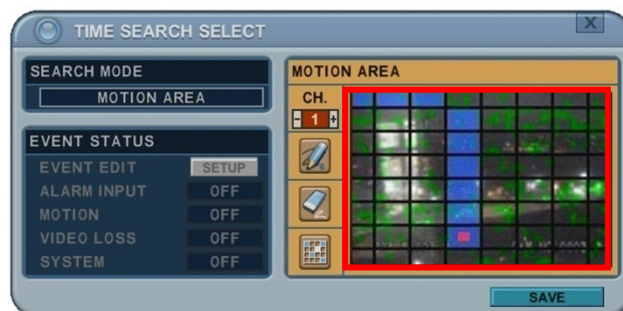 TIME SEARCH SELECT
X
SEARCH MODE
MOTION AREA
EVENT STATUS
EVENT EDIT SETUP
ALARM INPUT OFF
MOTION OFF
VIDEO LOSS OFF
SYSTEM OFF
MOTION AREA
CH.
- 1 +
SAVE